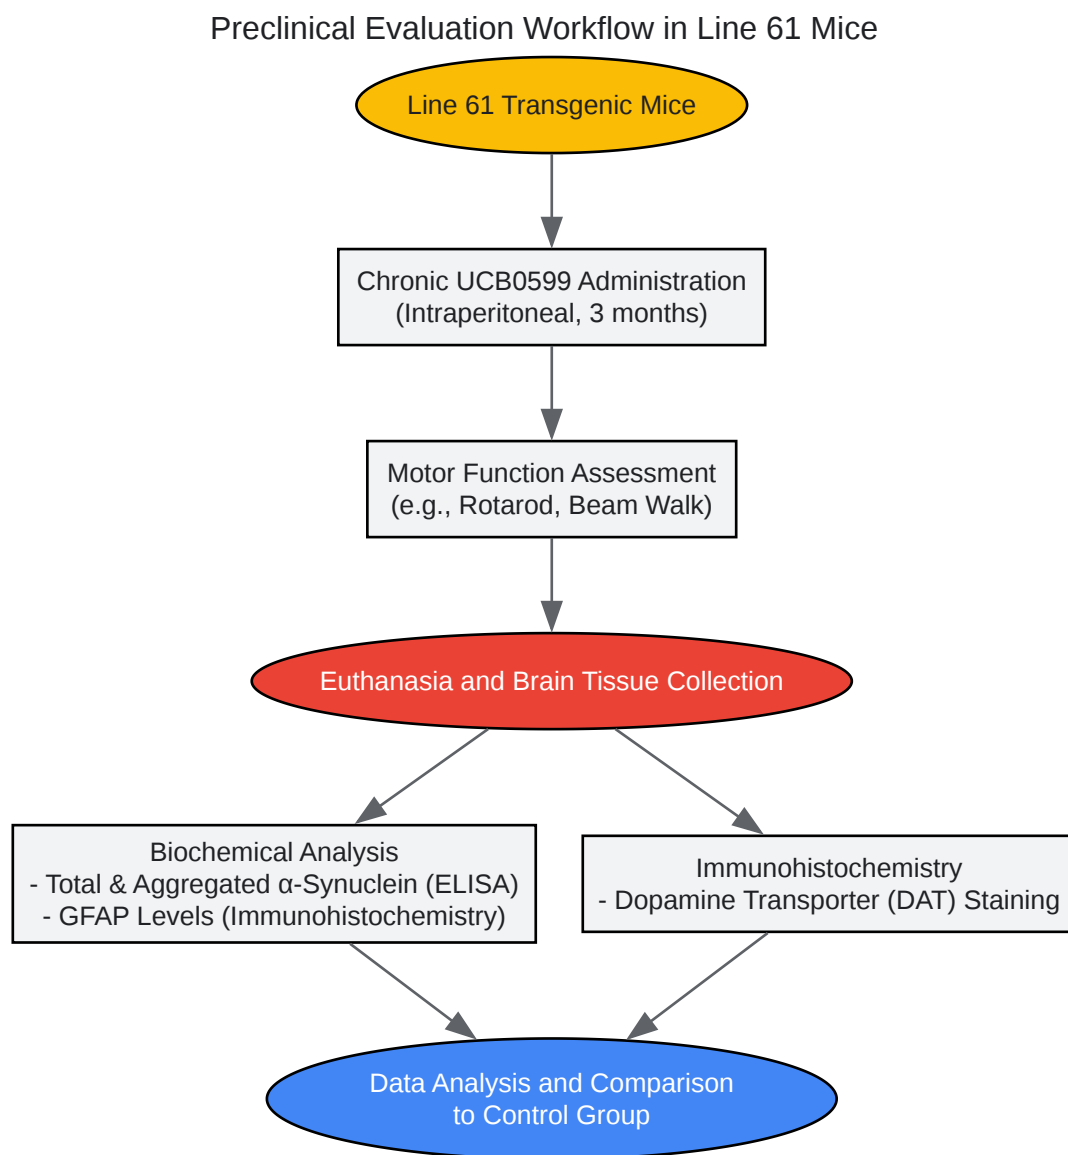 Preclinical Evaluation Workflow in Line 61 Mice
Line 61 Transgenic Mice
Chronic UCB0599 Administration
(Intraperitoneal, 3 months)
Motor Function Assessment
(e.g., Rotarod, Beam Walk)
Euthanasia and Brain Tissue Collection
Biochemical Analysis
- Total & Aggregated α-Synuclein (ELISA)
- GFAP Levels (Immunohistochemistry)
Immunohistochemistry
- Dopamine Transporter (DAT) Staining
Data Analysis and Comparison
to Control Group